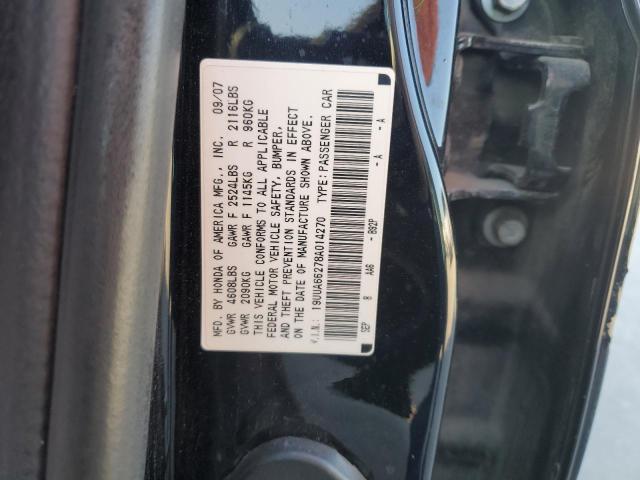 MFD. BY HONDA OF AMERICA MFG., INC. 09/07
GVWR 4608LBS GAWR F 2524LBS R 2116LBS
GVWR 2090KG GAWR F 1145KG R 960KG
THIS VEHICLE CONFORMS TO ALL APPLICABLE
FEDERAL MOTOR VEHICLE SAFETY, BUMPER,
AND THEFT PREVENTION STANDARDS IN EFFECT
ON THE DATE OF MANUFACTURE SHOWN ABOVE.
V.I.N.: 19UUA66278A014270 TYPE: PASSENGER CAR
SEP 8 AA6 - B92P - A - A